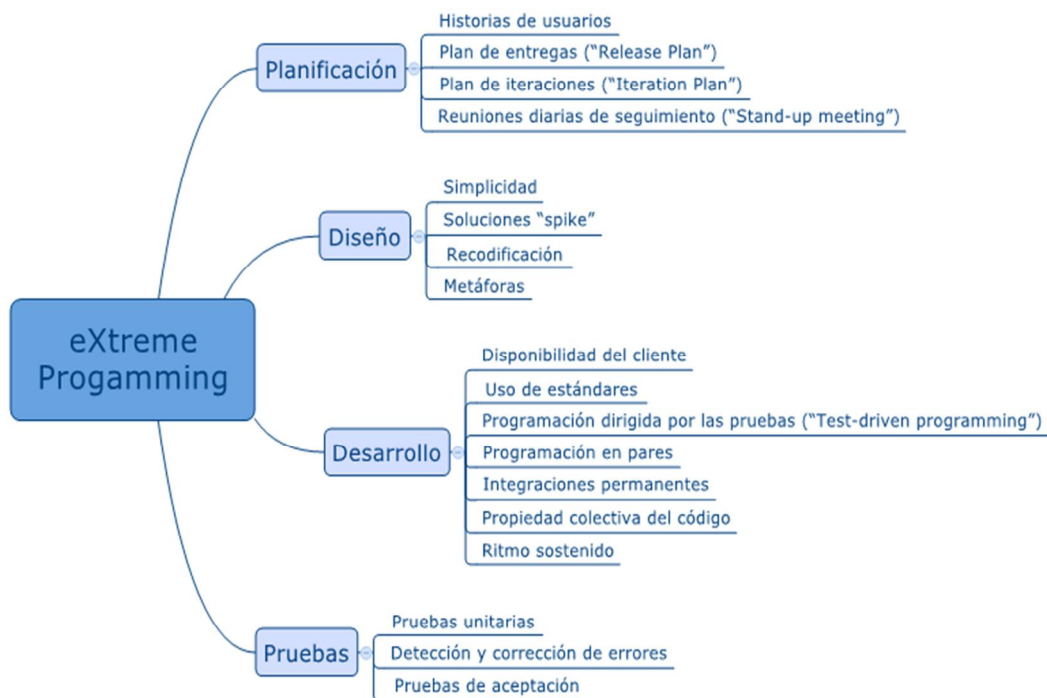 Historias de usuarios
Planificación
Plan de entregas (“Release Plan”)
Plan de iteraciones (“Iteration Plan”)
Reuniones diarias de seguimiento (“Stand-up meeting”)
Simplicidad
Diseño
Soluciones “spike”
Recodificación
Metáforas
eXtreme
Progamming
Disponibilidad del cliente
Uso de estándares
Programación dirigida por las pruebas (“Test-driven programming”)
Desarrollo
Programación en pares
Integraciones permanentes
Propiedad colectiva del código
Ritmo sostenido
Pruebas unitarias
Pruebas
Detección y corrección de errores
Pruebas de aceptación